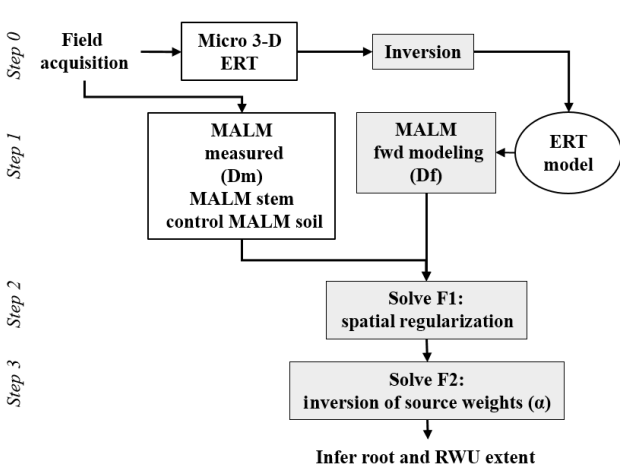 Step 0
Field
acquisition
Micro 3-D
ERT
Inversion
Step 1
MALM
measured
(Dm)
MALM stem
control MALM soil
MALM
fwd modeling
(Df)
ERT
model
Step 2
Solve F1:
spatial regularization
Step 3
Solve F2:
inversion of source weights (α)
Infer root and RWU extent